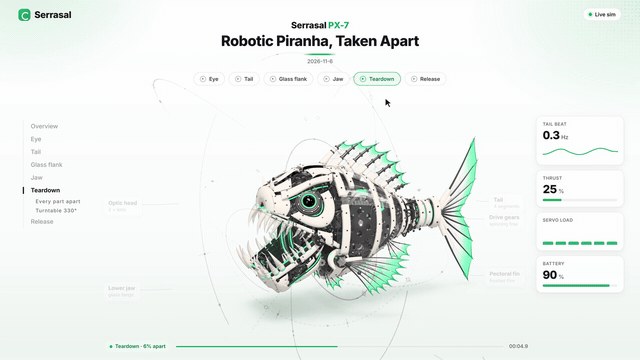 Serrasal
Live sim
Serrasal PX-7
Robotic Piranha, Taken Apart
2026-11-6
Eye
Tail
Glass flank
Jaw
Teardown
Release
Overview
Eye
Tail
Glass flank
Jaw
Teardown
Every part apart
Turntable 330°
Release
Optic head
Lower jaw
Tail
Drive gears
Pectoral fin
TAIL BEAT
0.3 Hz
THRUST
25 %
SERVO LOAD
BATTERY
90 %
Teardown · 6% apart
00:04.9